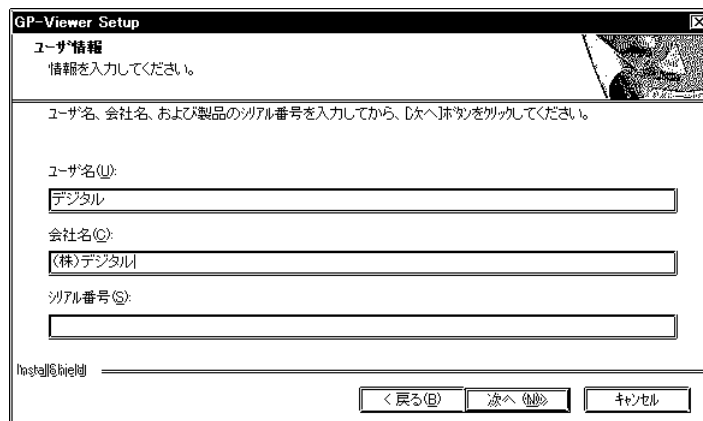 GP-Viewer Setup
ユーザ情報
情報を入力してください。
ユーザ名、会社名、および製品のシリアル番号を入力してから、[次へ]ボタンをクリックしてください。
ユーザ名(U):
デジタル
会社名(C):
(株)デジタル
シリアル番号(S):
InstallShield
< 戻る(B) 次へ (N)> キャンセル